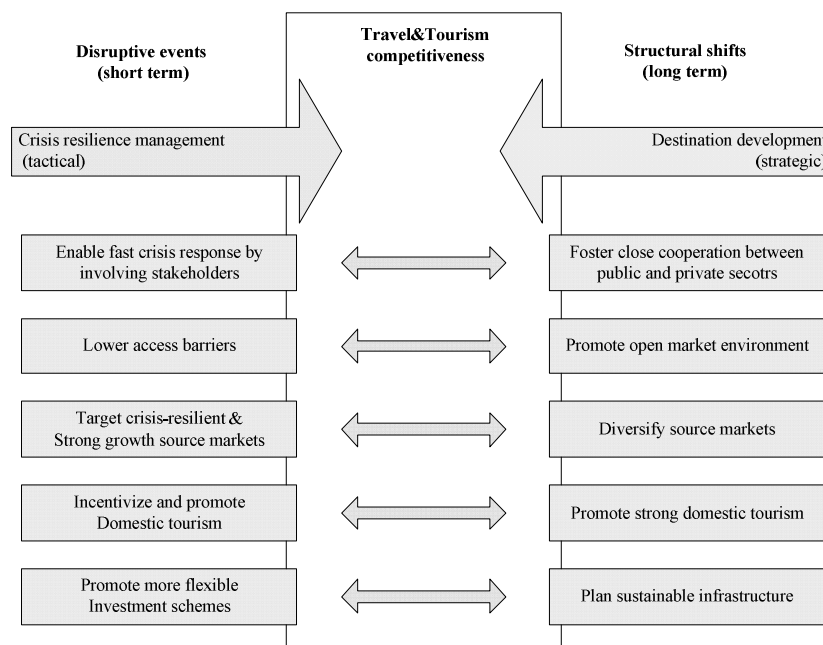 Disruptive events
(short term)
Travel&Tourism
competitiveness
Structural shifts
(long term)
Crisis resilience management
(tactical)
Destination development
(strategic)
Enable fast crisis response by
involving stakeholders
Foster close cooperation between
public and private secotrs
Lower access barriers
Promote open market environment
Target crisis-resilient &
Strong growth source markets
Diversify source markets
Incentivize and promote
Domestic tourism
Promote strong domestic tourism
Promote more flexible
Investment schemes
Plan sustainable infrastructure